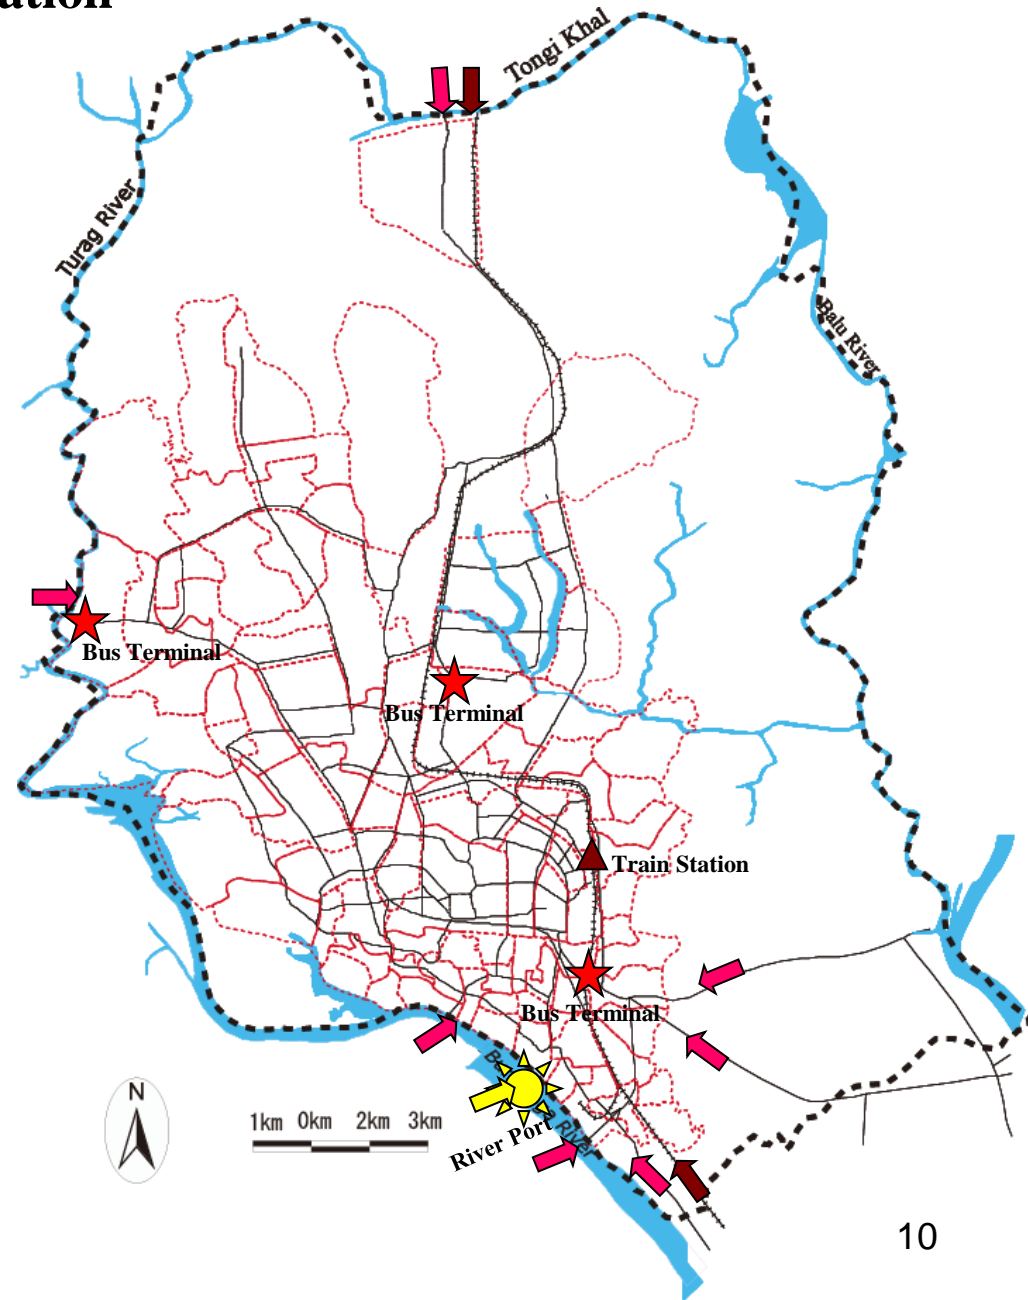 Tongi Khal
Turag River
Balu River
Bus Terminal
Bus Terminal
Train Station
Bus Terminal
River Port
River
N
1km 0km 2km 3km
10